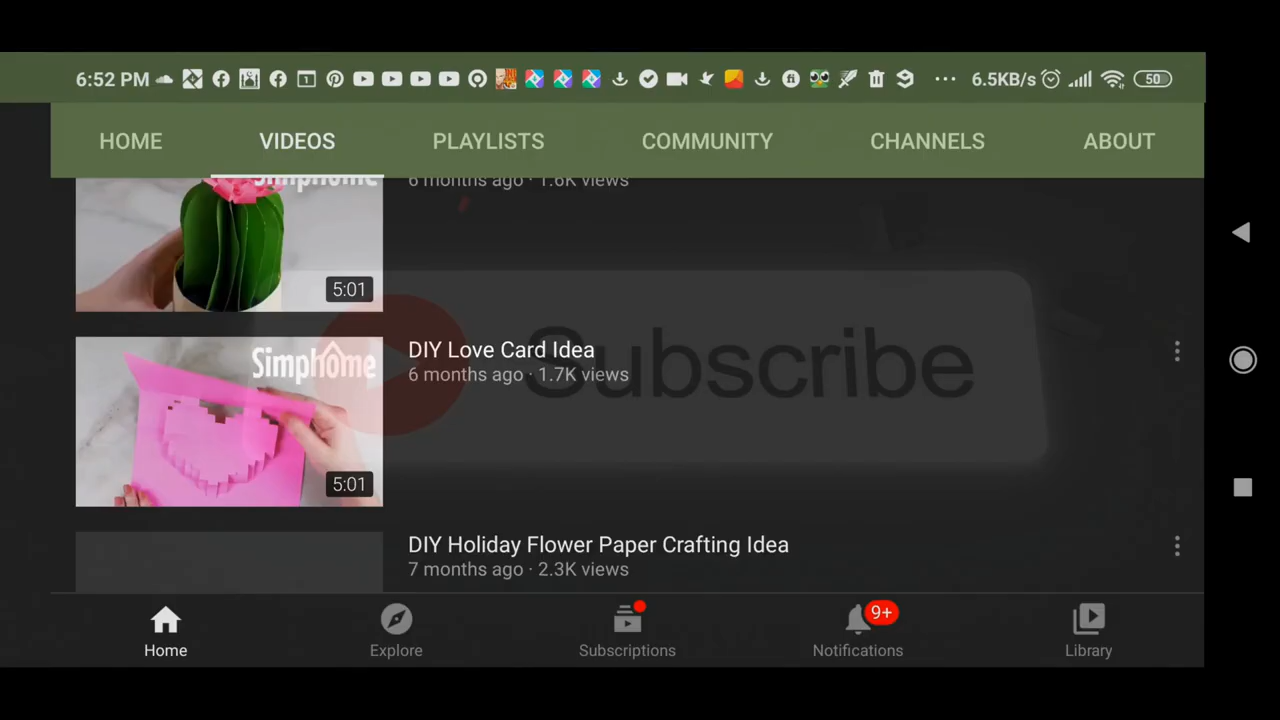 6:52 PM
6.5KB/s
50
HOME VIDEOS PLAYLISTS COMMUNITY CHANNELS ABOUT
Simphome
6 months ago · 1.6K views
5:01
Simphome
DIY Love Card Idea
6 months ago · 1.7K views
Subscribe
5:01
DIY Holiday Flower Paper Crafting Idea
7 months ago · 2.3K views
9+
Home Explore Subscriptions Notifications Library